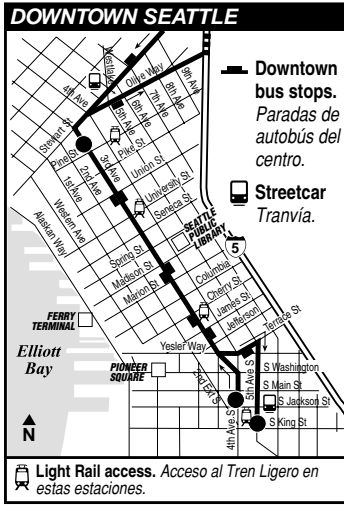 DOWNTOWN SEATTLE
Downtown
bus stops.
Paradas de
autobús del
centro.
Streetcar
Tranvía.
Westlake
Olive Way
4th Ave
5th Ave
6th Ave
7th Ave
8th Ave
9th Ave
Stewart St
Pine St
Pike St
Union St
University St
Seneca St
3rd Ave
2nd Ave
1st Ave
Western Ave
Alaskan Way
SEATTLE
PUBLIC
LIBRARY
5
Spring St
Madison St
Marion St
Columbia
Cherry St
James St
Jefferson
Terrace St
Yesler Way
FERRY
TERMINAL
Elliott
Bay
PIONEER
SQUARE
2nd Ext S
4th Ave S
5th Ave S
S Washington
S Main St
S Jackson St
S King St
N
Light Rail access. Acceso al Tren Ligero en
estas estaciones.